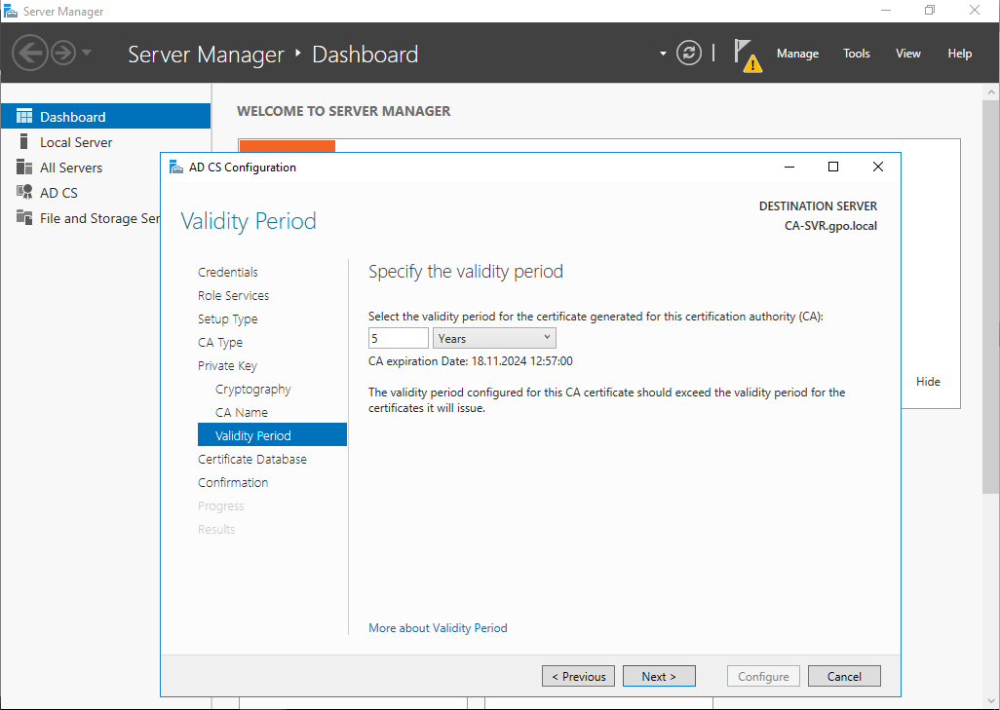 Server Manager
Server Manager ‣ Dashboard
Manage
Tools
View
Help
Dashboard
Local Server
All Servers
AD CS
File and Storage Ser
WELCOME TO SERVER MANAGER
Hide
AD CS Configuration
Validity Period
DESTINATION SERVER
CA-SVR.gpo.local
Credentials
Role Services
Setup Type
CA Type
Private Key
Cryptography
CA Name
Validity Period
Certificate Database
Confirmation
Progress
Results
Specify the validity period
Select the validity period for the certificate generated for this certification authority (CA):
5 Years
CA expiration Date: 18.11.2024 12:57:00
The validity period configured for this CA certificate should exceed the validity period for the
certificates it will issue.
More about Validity Period
< Previous
Next >
Configure
Cancel